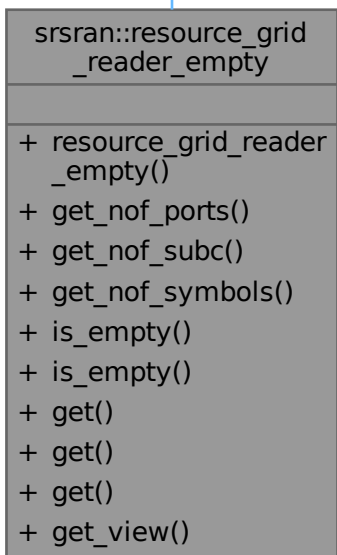 srsran::resource_grid
_reader_empty
+ resource_grid_reader
_empty()
+ get_nof_ports()
+ get_nof_subc()
+ get_nof_symbols()
+ is_empty()
+ is_empty()
+ get()
+ get()
+ get()
+ get_view()